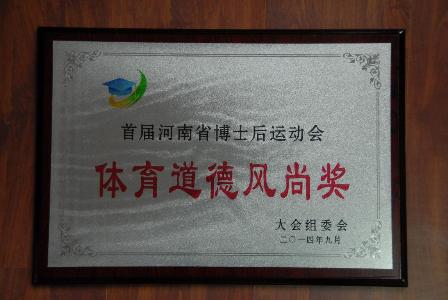 首届河南省博士后运动会
体育道德风尚奖
大会组委会
二〇一四年九月